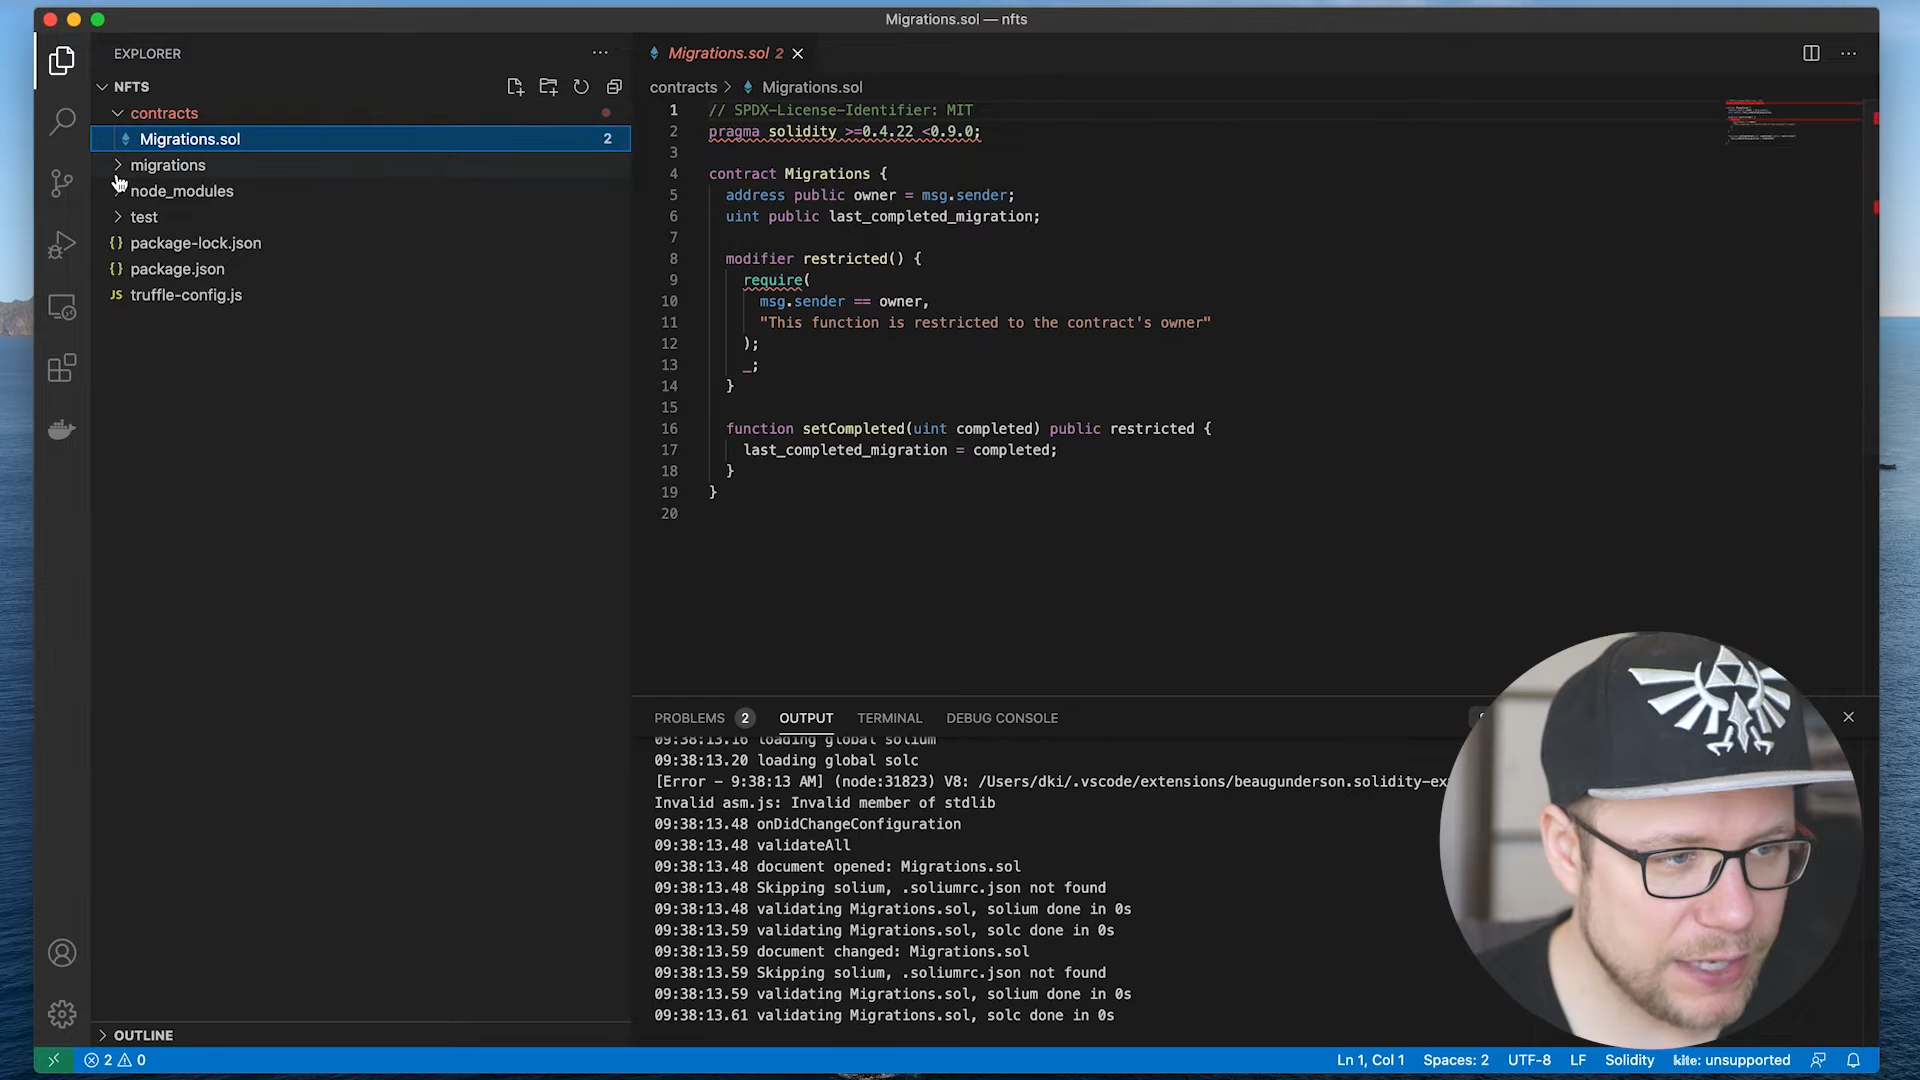 Migrations.sol — nfts
EXPLORER
NFTS
contracts
Migrations.sol 2
migrations
node_modules
test
{} package-lock.json
{} package.json
JS truffle-config.js
OUTLINE
Migrations.sol 2
contracts > Migrations.sol
1 // SPDX-License-Identifier: MIT
2 pragma solidity >=0.4.22 <0.9.0;
3
4 contract Migrations {
5 address public owner = msg.sender;
6 uint public last_completed_migration;
7
8 modifier restricted() {
9 require(
10 msg.sender == owner,
11 "This function is restricted to the contract's owner"
12 );
13 _;
14 }
15
16 function setCompleted(uint completed) public restricted {
17 last_completed_migration = completed;
18 }
19 }
20
PROBLEMS 2 OUTPUT TERMINAL DEBUG CONSOLE
09:38:13.16 loading global solium
09:38:13.20 loading global solc
[Error - 9:38:13 AM] (node:31823) V8: /Users/dki/.vscode/extensions/beaugunderson.solidity-ex
Invalid asm.js: Invalid member of stdlib
09:38:13.48 onDidChangeConfiguration
09:38:13.48 validateAll
09:38:13.48 document opened: Migrations.sol
09:38:13.48 Skipping solium, .soliumrc.json not found
09:38:13.48 validating Migrations.sol, solium done in 0s
09:38:13.59 validating Migrations.sol, solc done in 0s
09:38:13.59 document changed: Migrations.sol
09:38:13.59 Skipping solium, .soliumrc.json not found
09:38:13.59 validating Migrations.sol, solium done in 0s
09:38:13.61 validating Migrations.sol, solc done in 0s
2 0 Ln 1, Col 1 Spaces: 2 UTF-8 LF Solidity kite: unsupported